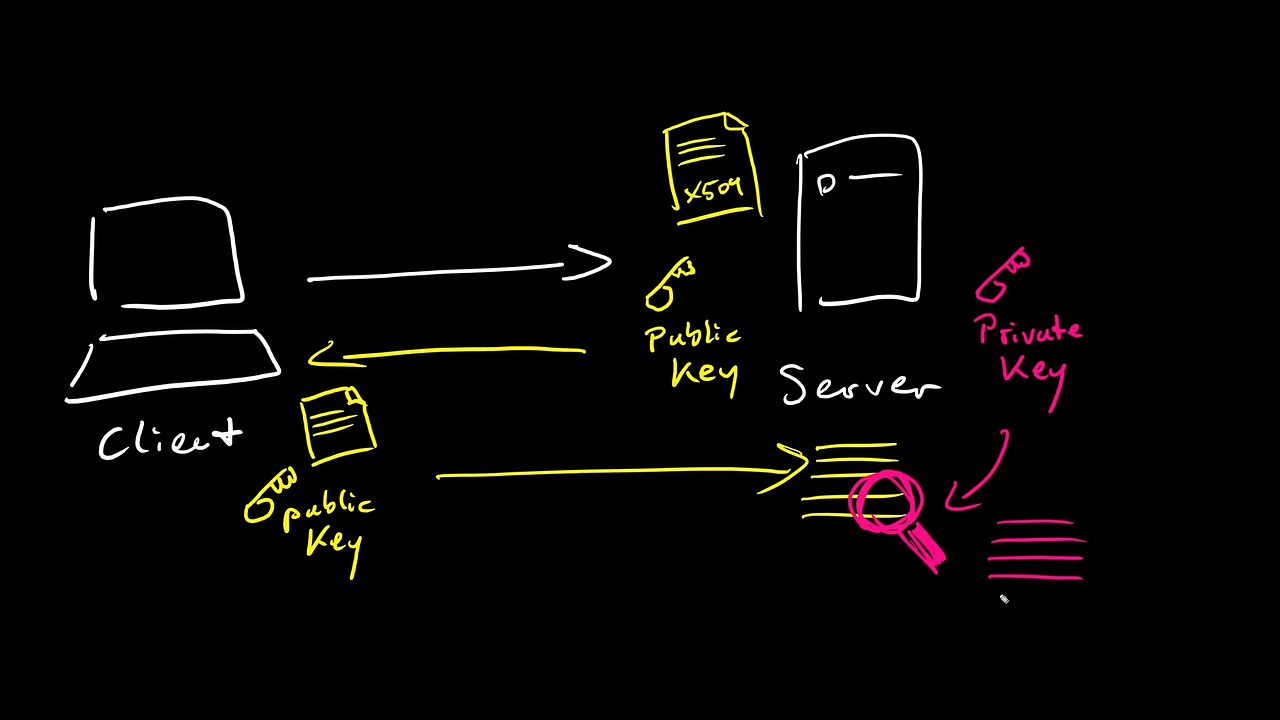 x509
Public
Key
Private
Key
Server
Client
public
Key